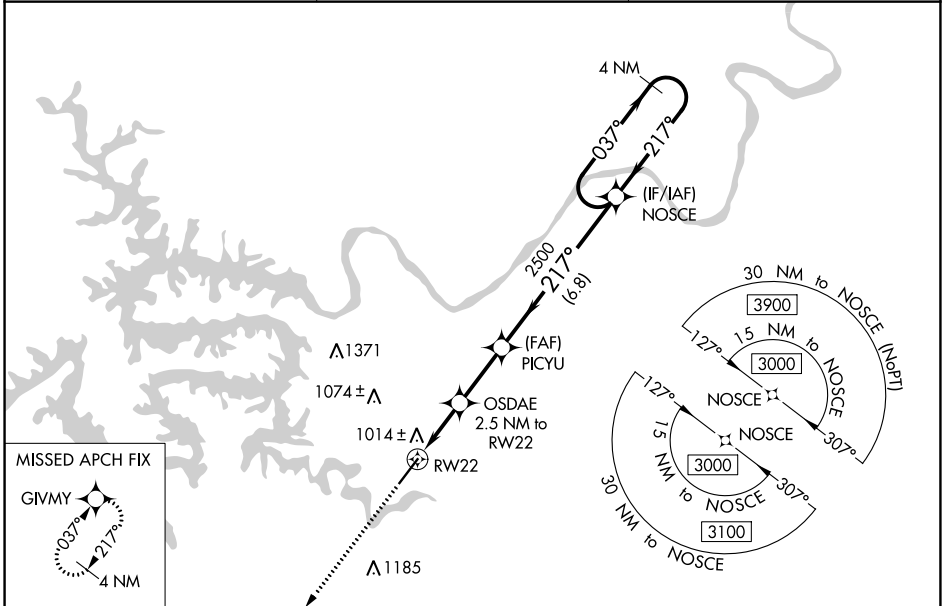 4 NM
037°
217°
(IF/IAF)
NOSCE
2500
217°
(6.8)
(FAF)
PICYU
OSDAE
2.5 NM to
RW22
RW22
1371
1074 ±
1014 ±
1185
30 NM to NOSCE (NoPT)
3900
127°
15 NM to NOSCE
3000
NOSCE
307°
127°
NOSCE
15 NM to NOSCE
3000
307°
30 NM to NOSCE
3100
MISSED APCH FIX
GIVMY
037°
217°
4 NM